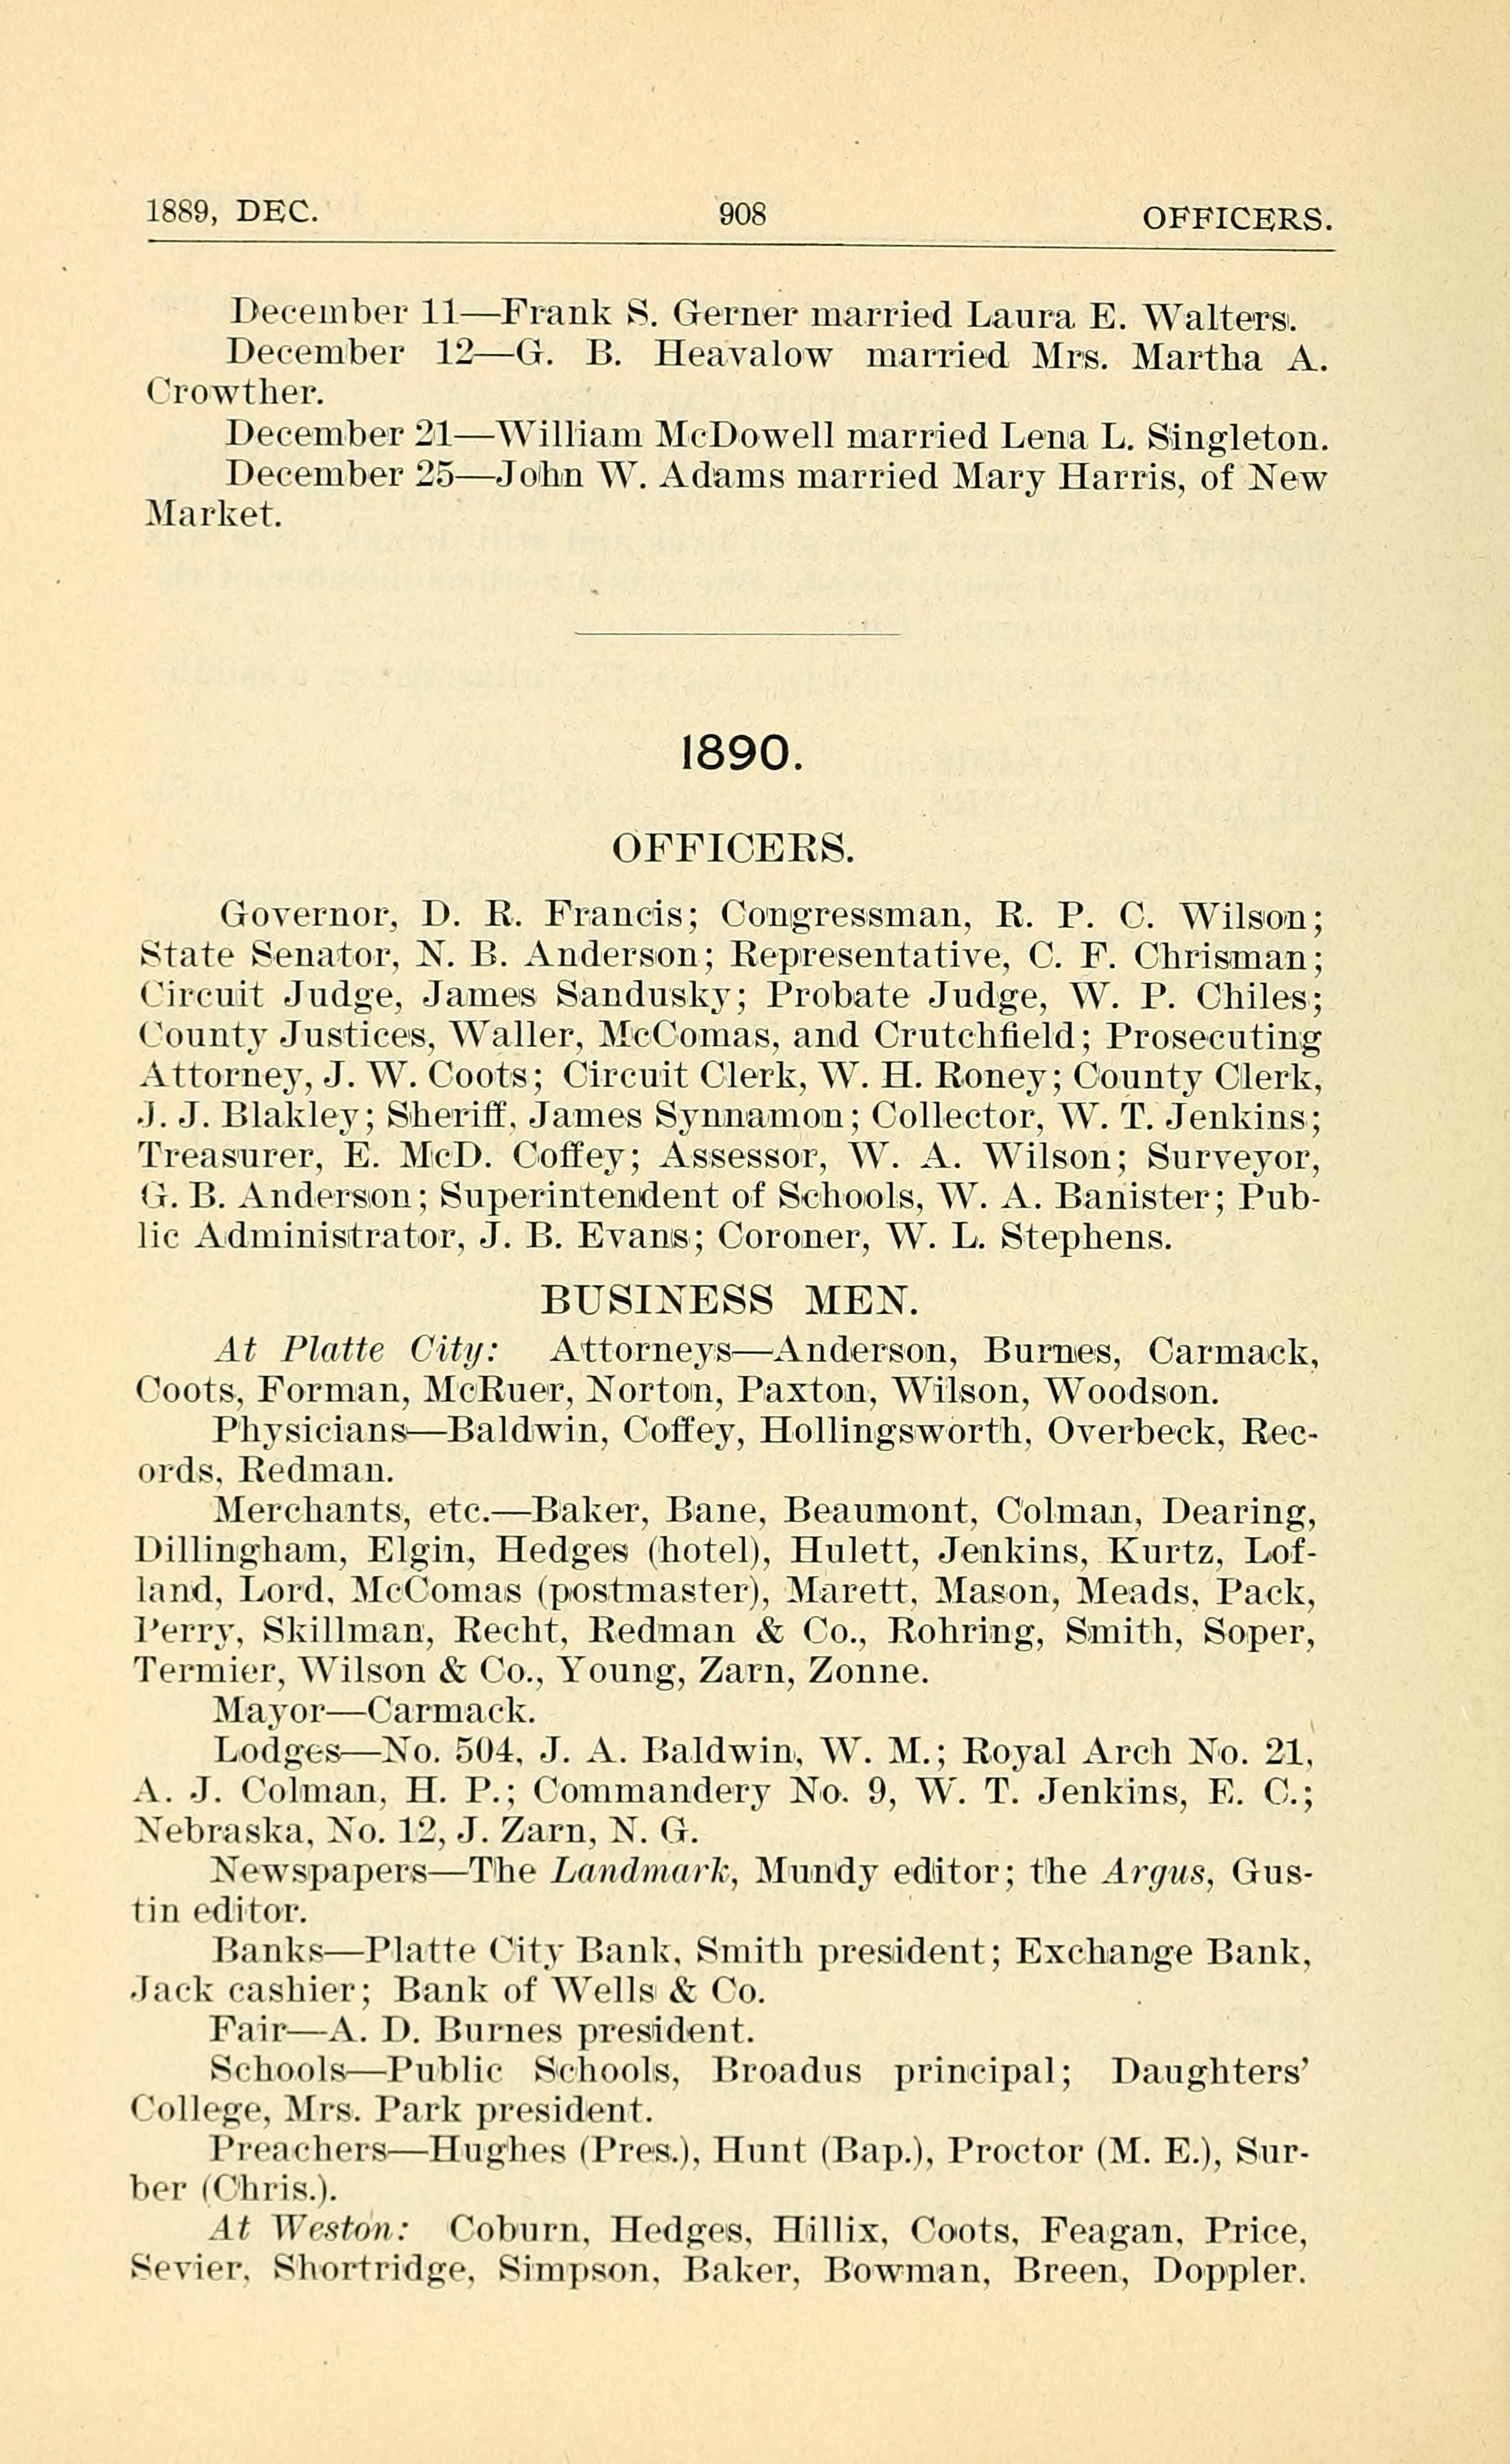 1889, DEC. 908 OFFICERS.
December 11—Frank S. Gerner married Laura E. Walters.
December 12—G. B. Heavalow married Mrs. Martha A.
Crowther.
December 21—William McDowell married Lena L. Singleton.
December 25—John W. Adams married Mary Harris, of New
Market.
1890.
OFFICERS.
Governor, D. R. Francis; Congressman, R. P. C. Wilson;
State Senator, N. B. Anderson; Representative, C. F. Chrisman;
Circuit Judge, James Sandusky; Probate Judge, W. P. Chiles;
County Justices, Waller, McComas, and Crutchfield; Prosecuting
Attorney, J. W. Coots; Circuit Clerk, W. H. Roney; County Clerk,
J. J. Blakley; Sheriff, James Synnamon; Collector, W. T. Jenkins;
Treasurer, E. McD. Coffey; Assessor, W. A. Wilson; Surveyor,
G. B. Anderson; Superintendent of Schools, W. A. Banister; Pub-
lic Administrator, J. B. Evans; Coroner, W. L. Stephens.
BUSINESS MEN.
At Platte City: Attorneys—Anderson, Burnes, Carmack,
Coots, Forman, McRuer, Norton, Paxton, Wilson, Woodson.
Physicians—Baldwin, Coffey, Hollingsworth, Overbeck, Rec-
ords, Redman.
Merchants, etc.—Baker, Bane, Beaumont, Colman, Dearing,
Dillingham, Elgin, Hedges (hotel), Hulett, Jenkins, Kurtz, Lof-
land, Lord, McComas (postmaster), Marett, Mason, Meads, Pack,
Perry, Skillman, Recht, Redman & Co., Rohring, Smith, Soper,
Termier, Wilson & Co., Young, Zarn, Zonne.
Mayor—Carmack.
Lodges—No. 504, J. A. Baldwin, W. M.; Royal Arch No. 21,
A. J. Colman, H. P.; Commandery No. 9, W. T. Jenkins, E. C.;
Nebraska, No. 12, J. Zarn, N. G.
Newspapers—The Landmark, Mundy editor; the Argus, Gus-
tin editor.
Banks—Platte City Bank, Smith president; Exchange Bank,
Jack cashier; Bank of Wells & Co.
Fair—A. D. Burnes president.
Schools—Public Schools, Broadus principal; Daughters'
College, Mrs. Park president.
Preachers—Hughes (Pres.), Hunt (Bap.), Proctor (M. E.), Sur-
ber (Chris.).
At Weston: Coburn, Hedges, Hillix, Coots, Feagan, Price,
Sevier, Shortridge, Simpson, Baker, Bowman, Breen, Doppler.